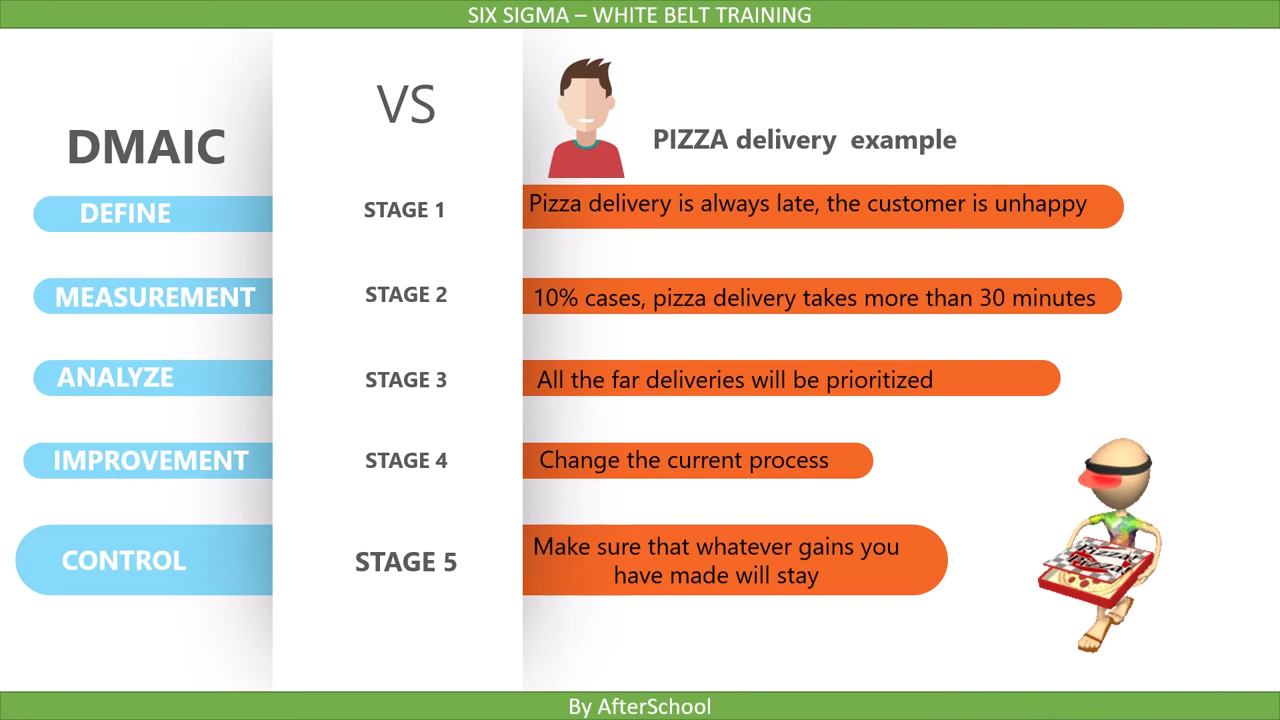 SIX SIGMA – WHITE BELT TRAINING
VS
DMAIC
PIZZA delivery example
DEFINE
STAGE 1
Pizza delivery is always late, the customer is unhappy
MEASUREMENT
STAGE 2
10% cases, pizza delivery takes more than 30 minutes
ANALYZE
STAGE 3
All the far deliveries will be prioritized
IMPROVEMENT
STAGE 4
Change the current process
CONTROL
STAGE 5
Make sure that whatever gains you
have made will stay
Pizza!
Pizza!
By AfterSchool